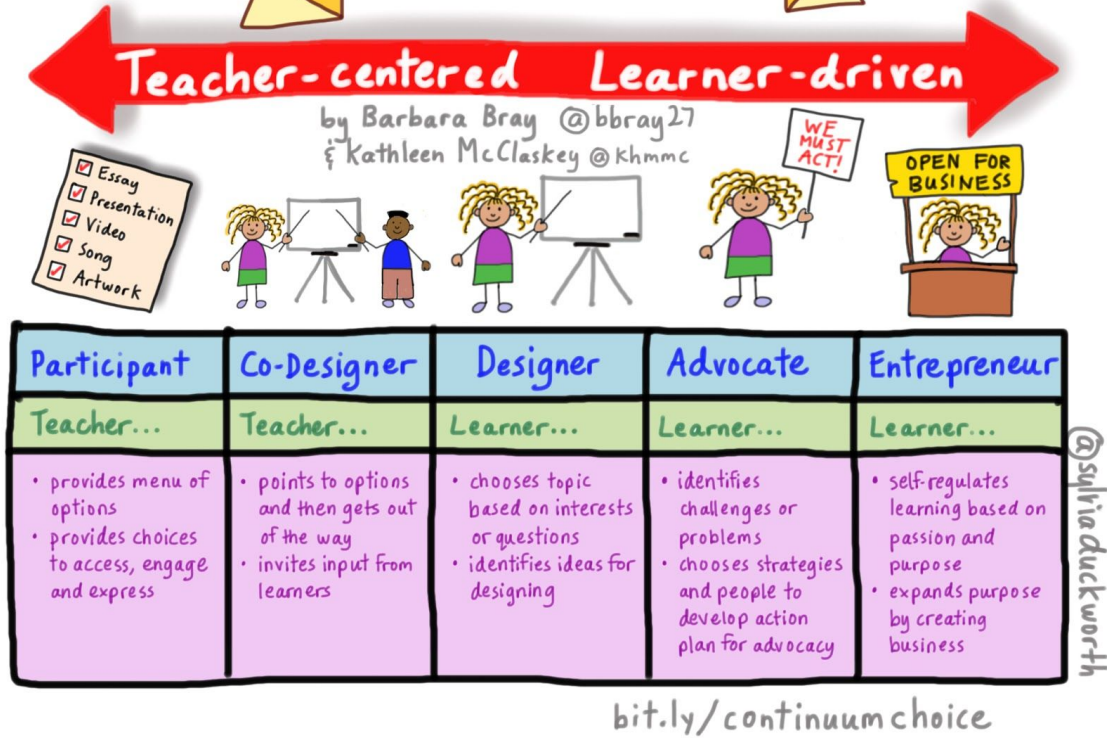 Teacher-centered Learner-driven
by Barbara Bray @bbray27
& Kathleen McClaskey @khmmc
Essay
Presentation
Video
Song
Artwork
WE
MUST
ACT!
OPEN FOR
BUSINESS
Participant
Teacher...
• provides menu of
options
• provides choices
to access, engage
and express
Co-Designer
Teacher...
• points to options
and then gets out
of the way
• invites input from
learners
Designer
Learner...
• chooses topic
based on interests
or questions
• identifies ideas for
designing
Advocate
Learner...
• identifies
challenges or
problems
• chooses strategies
and people to
develop action
plan for advocacy
Entrepreneur
Learner...
• self-regulates
learning based on
passion and
purpose
• expands purpose
by creating
business
@sylviaduckworth
bit.ly/continuumchoice